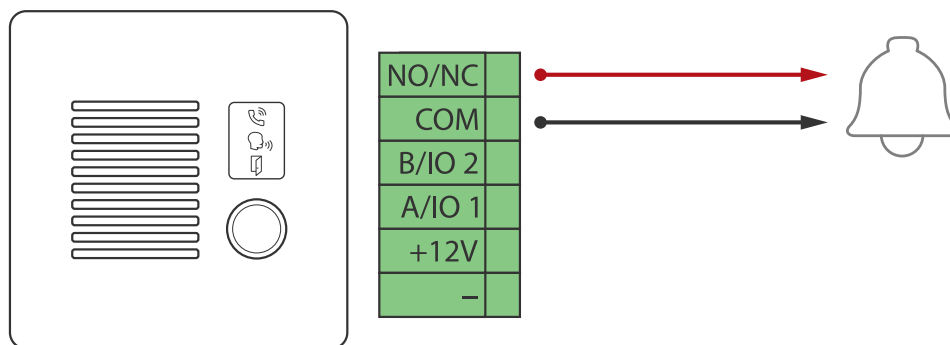 NO/NC
COM
B/IO 2
A/IO 1
+12V
–